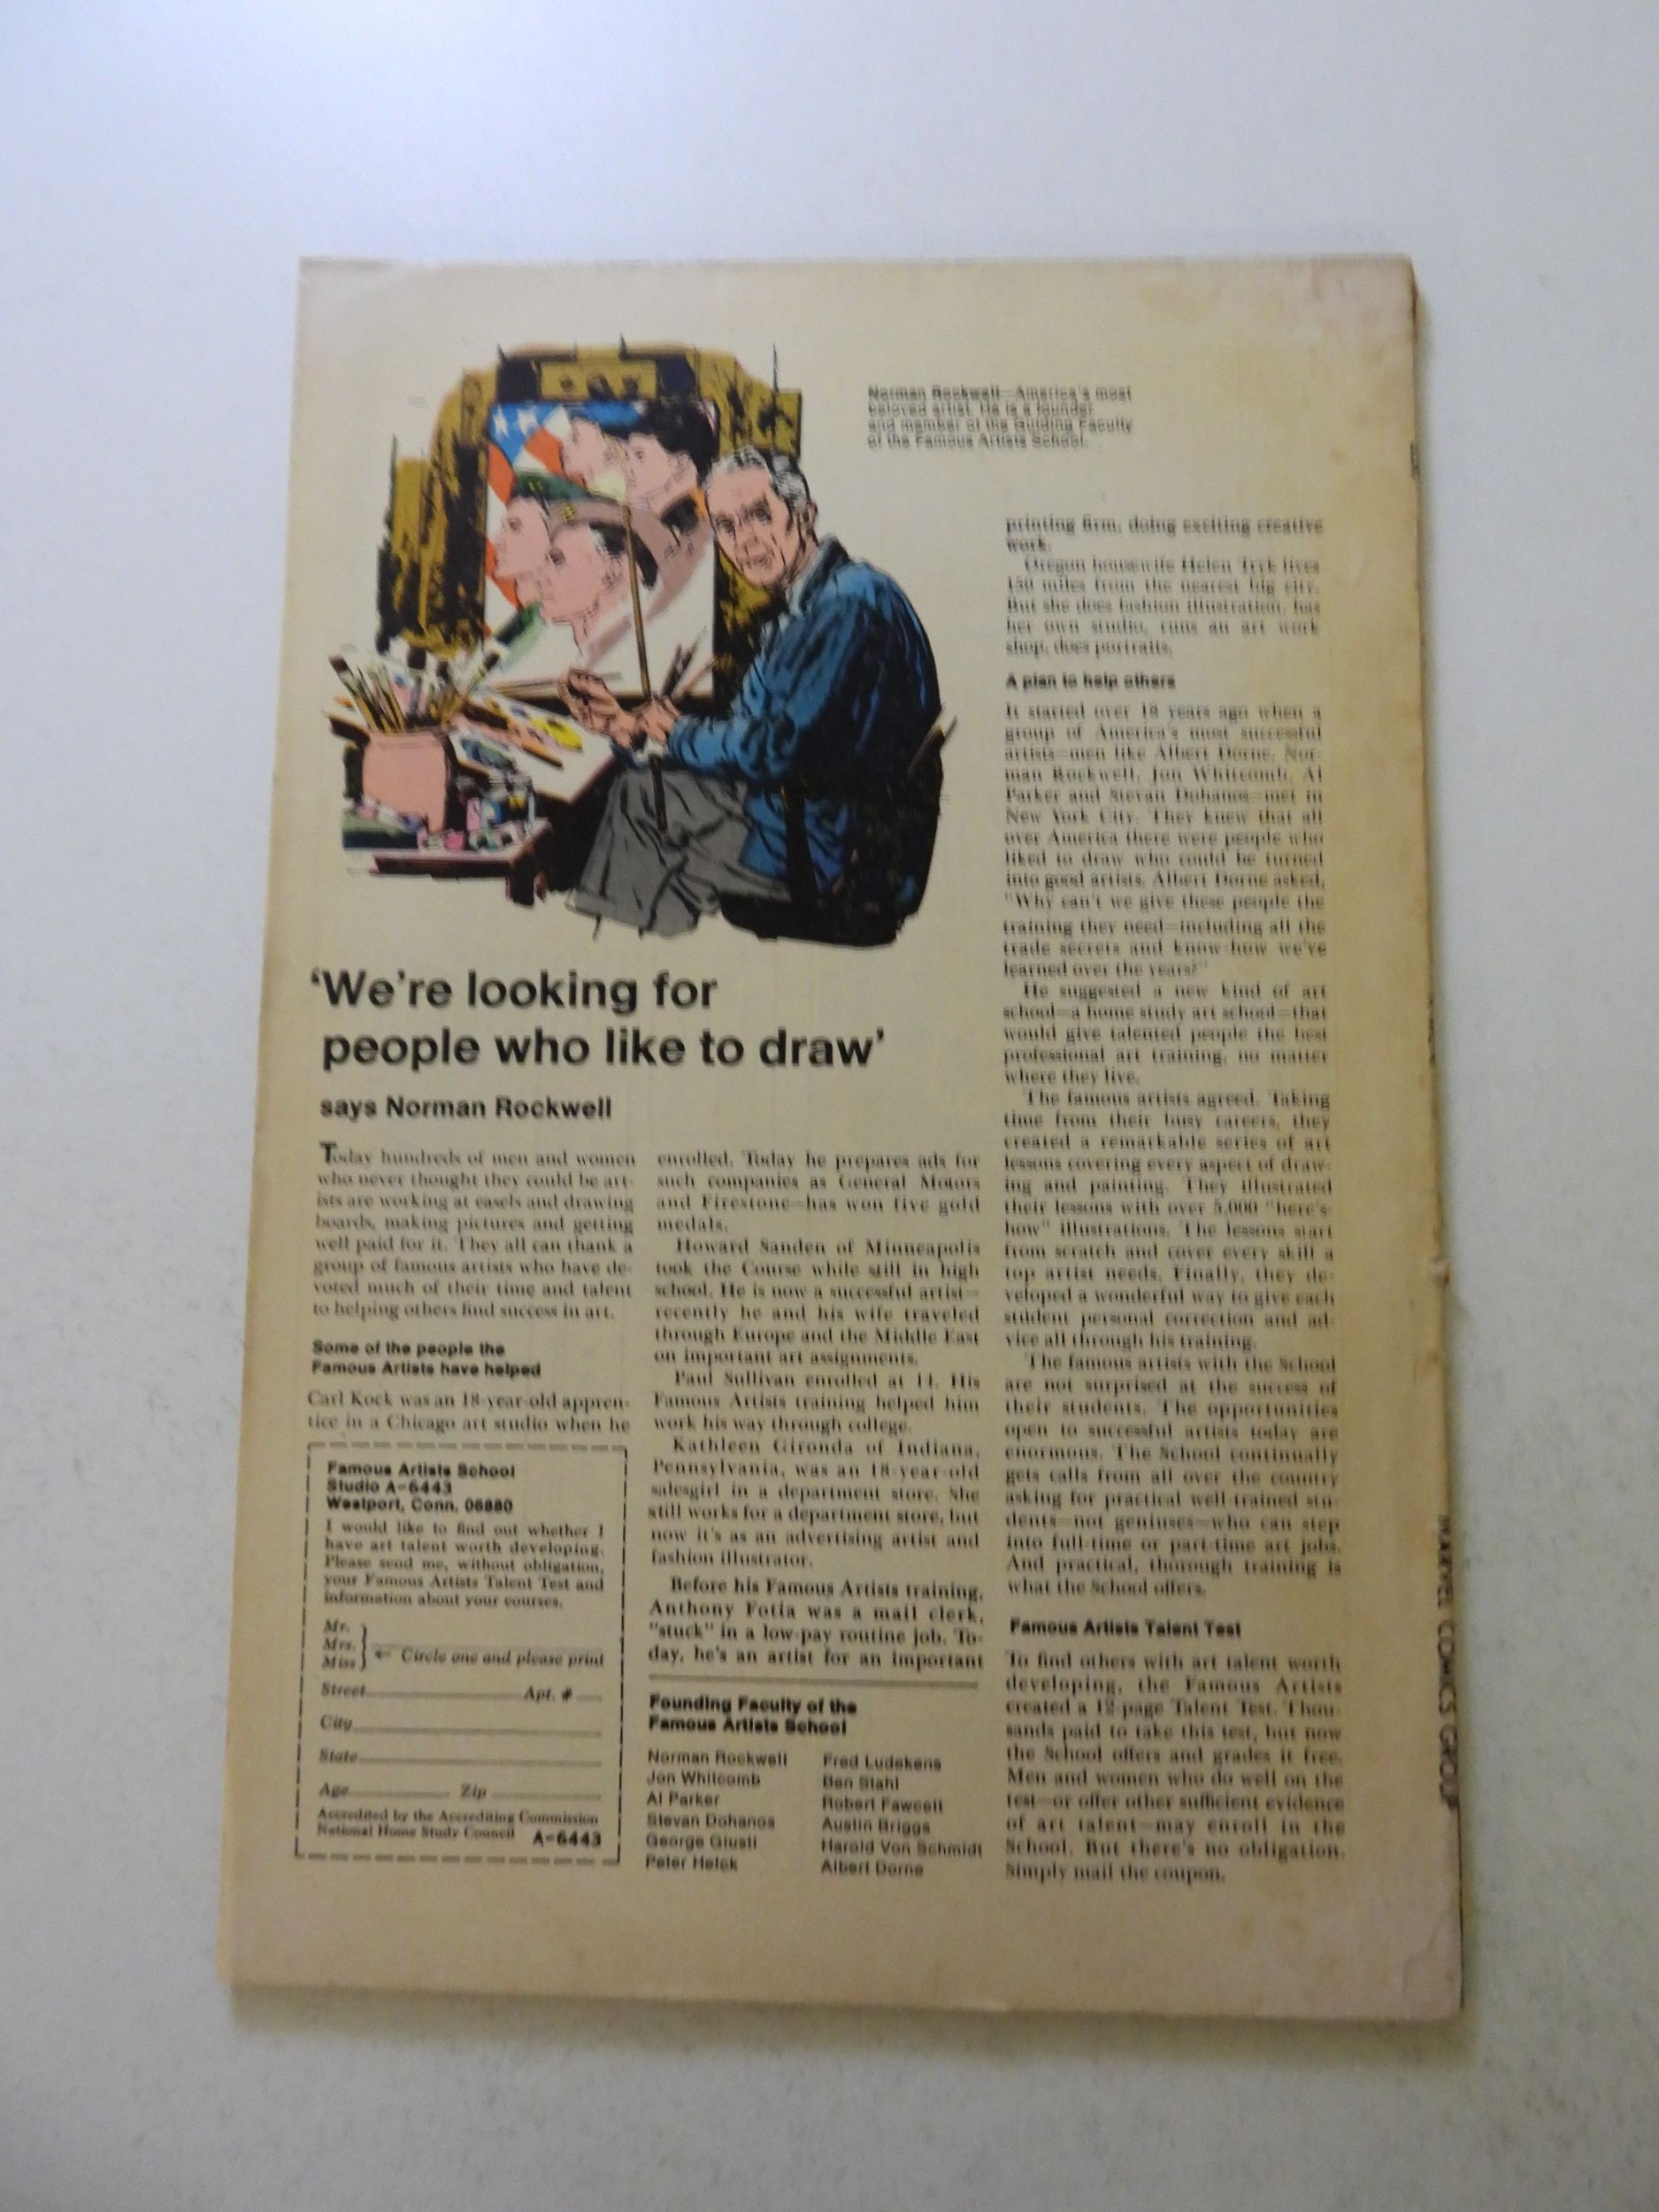 Norman Rockwell—America's most
beloved artist. He is a founder
and member of the Guiding Faculty
of the Famous Artists School.
'We're looking for
people who like to draw'
says Norman Rockwell
Today hundreds of men and women
who never thought they could be art-
ists are working at easels and drawing
boards, making pictures and getting
well paid for it. They all can thank a
group of famous artists who have de-
voted much of their time and talent
to helping others find success in art.
Some of the people the
Famous Artists have helped
Carl Kock was an 18-year-old appren-
tice in a Chicago art studio when he
enrolled. Today he prepares ads for
such companies as General Motors
and Firestone—has won five gold
medals.
Howard Sanden of Minneapolis
took the Course while still in high
school. He is now a successful artist—
recently he and his wife traveled
through Europe and the Middle East
on important art assignments.
Paul Sullivan enrolled at 14. His
Famous Artists training helped him
work his way through college.
Kathleen Gironda of Indiana,
Pennsylvania, was an 18-year-old
salesgirl in a department store. She
still works for a department store, but
now it's as an advertising artist and
fashion illustrator.
Before his Famous Artists training,
Anthony Fotia was a mail clerk,
"stuck" in a low-pay routine job. To-
day, he's an artist for an important
printing firm, doing exciting creative
work.
Oregon housewife Helen Tryk lives
150 miles from the nearest big city.
But she does fashion illustration, has
her own studio, runs an art work
shop, does portraits.
A plan to help others
It started over 18 years ago when a
group of America's most successful
artists—men like Albert Dorne, Nor-
man Rockwell, Jon Whitcomb, Al
Parker and Stevan Dohanos—met in
New York City. They knew that all
over America there were people who
liked to draw who could be turned
into good artists. Albert Dorne asked,
"Why can't we give these people the
training they need—including all the
trade secrets and know-how we've
learned over the years?"
He suggested a new kind of art
school—a home study art school—that
would give talented people the best
professional art training, no matter
where they live.
The famous artists agreed. Taking
time from their busy careers, they
created a remarkable series of art
lessons covering every aspect of draw-
ing and painting. They illustrated
their lessons with over 5,000 "here's-
how" illustrations. The lessons start
from scratch and cover every skill a
top artist needs. Finally, they de-
veloped a wonderful way to give each
student personal correction and ad-
vice all through his training.
The famous artists with the School
are not surprised at the success of
their students. The opportunities
open to successful artists today are
enormous. The School continually
gets calls from all over the country
asking for practical well-trained stu-
dents—not geniuses—who can step
into full-time or part-time art jobs.
And practical, thorough training is
what the School offers.
Famous Artists Talent Test
To find others with art talent worth
developing, the Famous Artists
created a 12-page Talent Test. Thou-
sands paid to take this test, but now
the School offers and grades it free.
Men and women who do well on the
test—or offer other sufficient evidence
of art talent—may enroll in the
School. But there's no obligation.
Simply mail the coupon.
Famous Artists School
Studio A-6443
Westport, Conn. 06880
I would like to find out whether I
have art talent worth developing.
Please send me, without obligation,
your Famous Artists Talent Test and
information about your courses.
Mr.
Mrs.
Miss
← Circle one and please print
Street Apt. #
City
State
Age Zip
Accredited by the Accrediting Commission
National Home Study Council A-6443
Founding Faculty of the
Famous Artists School
Norman Rockwell
Jon Whitcomb
Al Parker
Stevan Dohanos
George Giusti
Peter Helck
Fred Ludekens
Ben Stahl
Robert Fawcett
Austin Briggs
Harold Von Schmidt
Albert Dorne
MARVEL COMICS GROUP